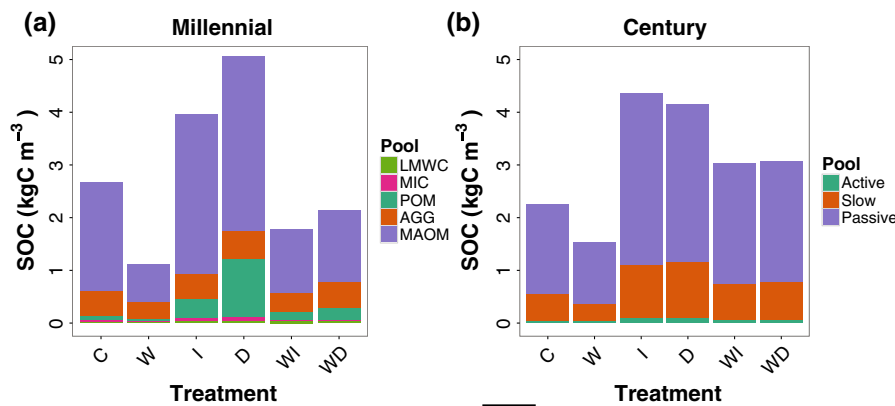 (a)
Millennial
SOC (kgC m⁻³ )
5
4
3
2
1
0
C
W
I
D
WI
WD
Treatment
Pool
LMWC
MIC
POM
AGG
MAOM
(b)
Century
SOC (kgC m⁻³ )
5
4
3
2
1
0
C
W
I
D
WI
WD
Treatment
Pool
Active
Slow
Passive